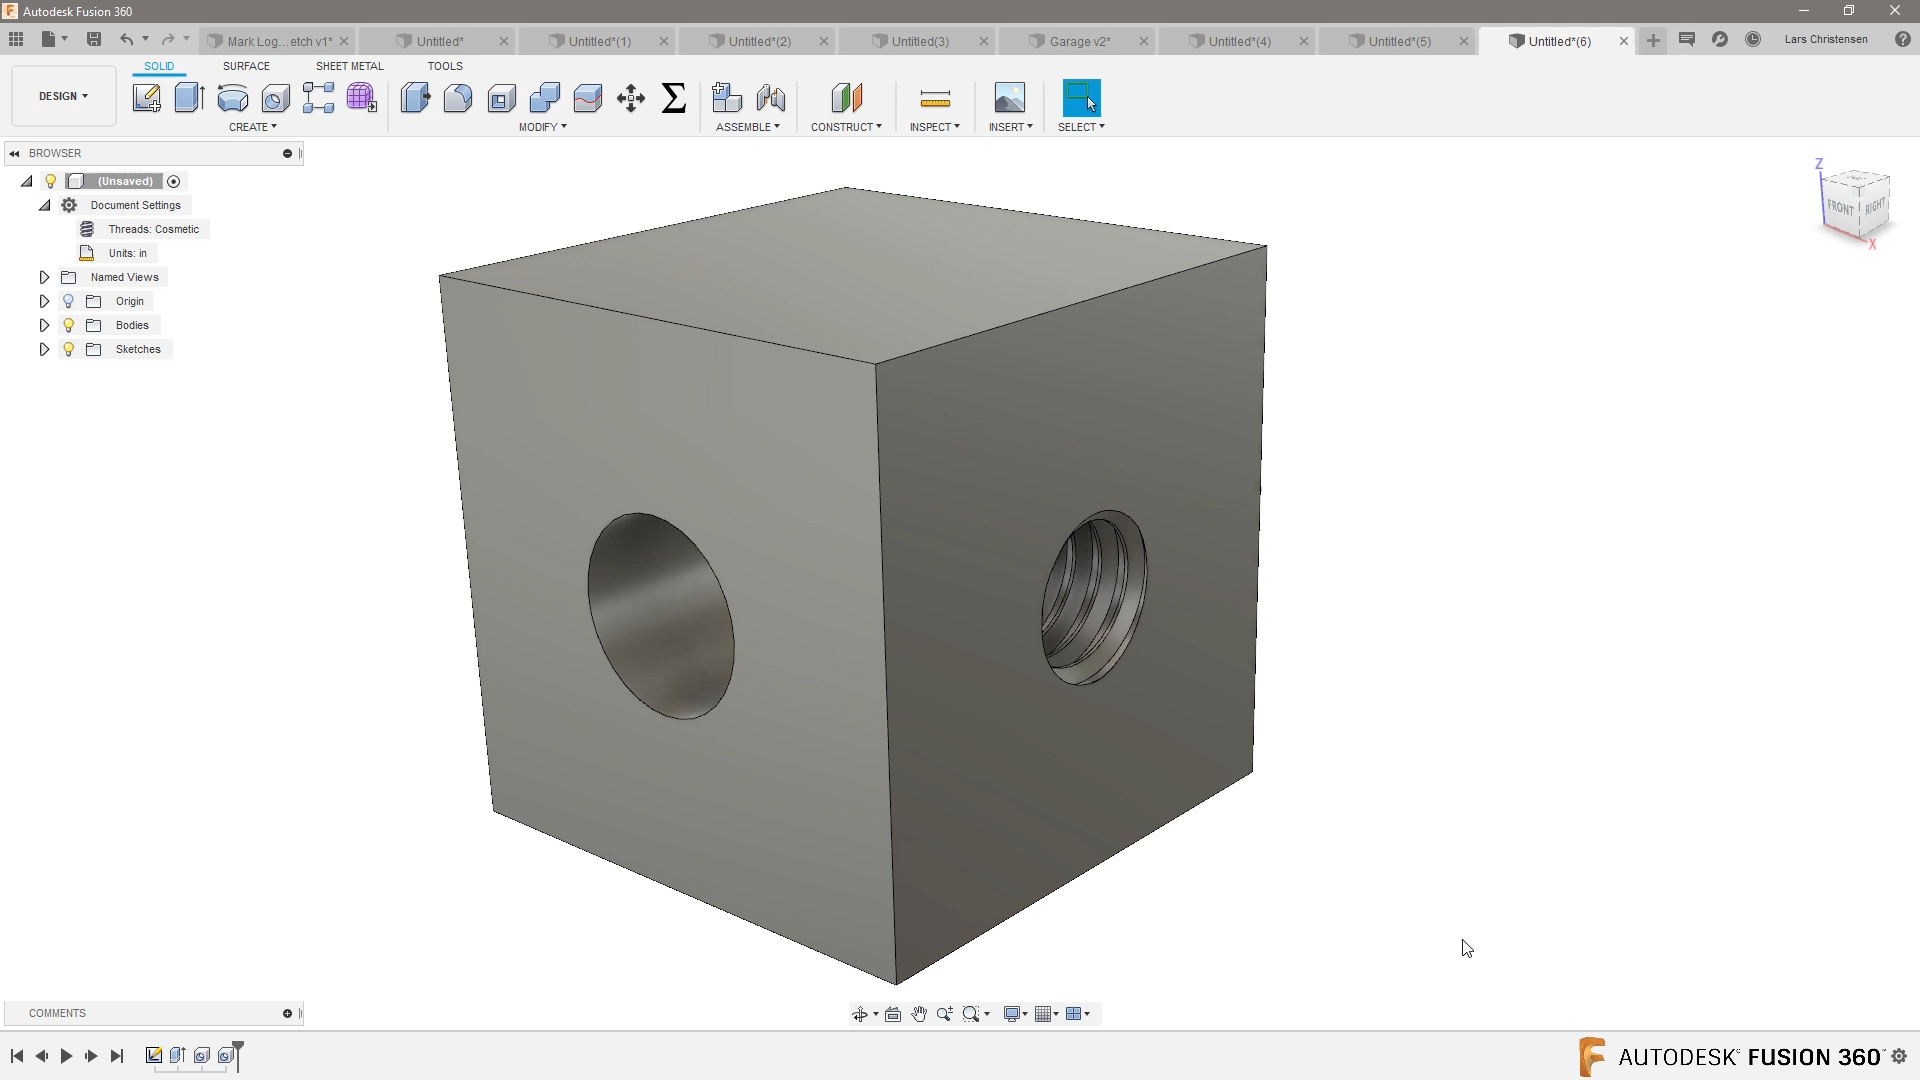 Autodesk Fusion 360
Mark Log...etch v1*
Untitled*
Untitled*(1)
Untitled*(2)
Untitled(3)
Garage v2*
Untitled*(4)
Untitled*(5)
Untitled*(6)
Lars Christensen
SOLID
SURFACE
SHEET METAL
TOOLS
DESIGN
CREATE
MODIFY
ASSEMBLE
CONSTRUCT
INSPECT
INSERT
SELECT
BROWSER
(Unsaved)
Document Settings
Threads: Cosmetic
Units: in
Named Views
Origin
Bodies
Sketches
Z
FRONT
RIGHT
X
COMMENTS
AUTODESK FUSION 360